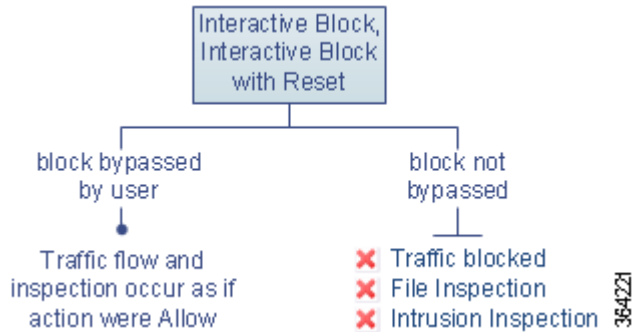 Interactive Block,
Interactive Block
with Reset
block bypassed
by user
block not
bypassed
Traffic flow and
inspection occur as if
action were Allow
Traffic blocked
File Inspection
Intrusion Inspection
364221